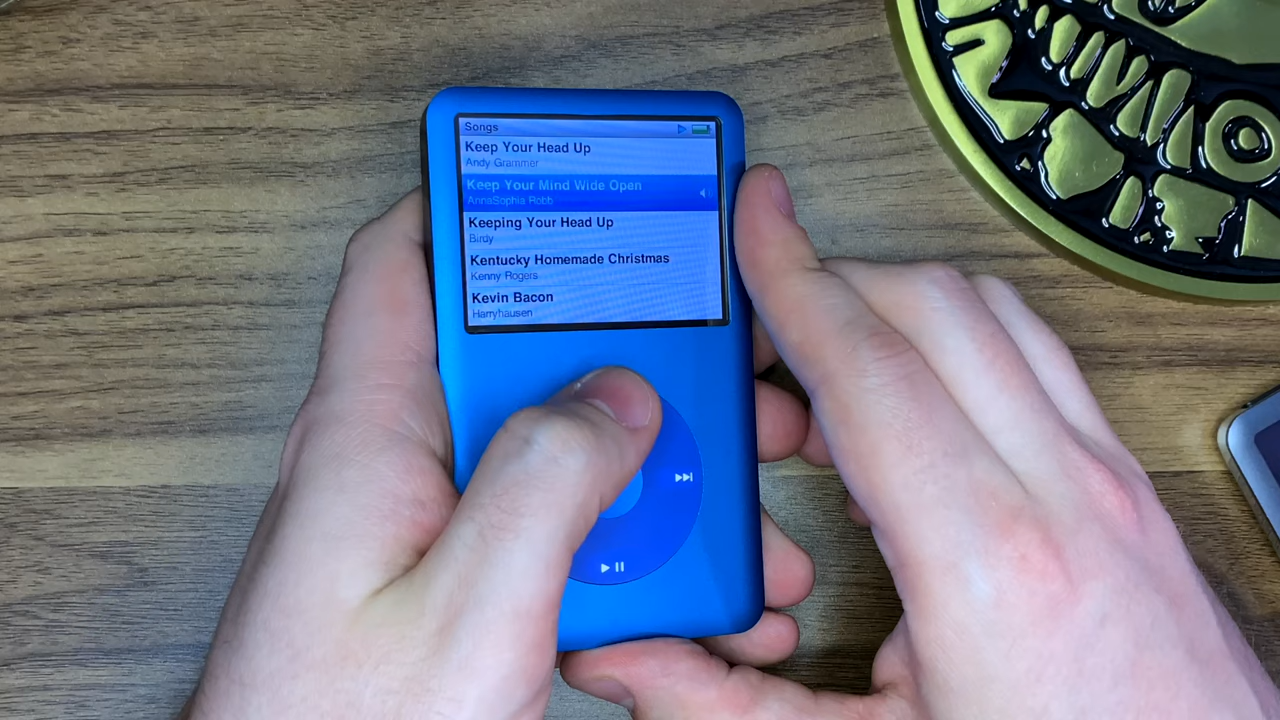 Songs
Keep Your Head Up
Andy Grammer
Keep Your Mind Wide Open
AnnaSophia Robb
Keeping Your Head Up
Birdy
Kentucky Homemade Christmas
Kenny Rogers
Kevin Bacon
Harryhausen